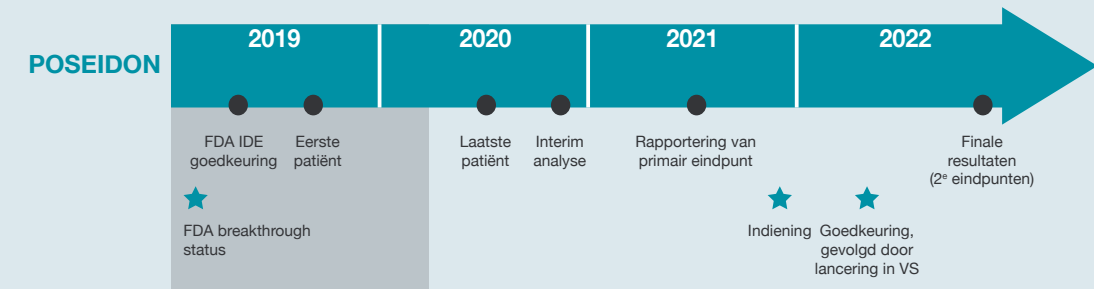 2019
2020
2021
2022
POSEIDON
FDA IDE
goedkeuring
Eerste
patiënt
Laatste
patiënt
Interim
analyse
Rapportering van
primair eindpunt
Finale
resultaten
(2ᵉ eindpunten)
FDA breakthrough
status
Indiening
Goedkeuring,
gevolgd door
lancering in VS